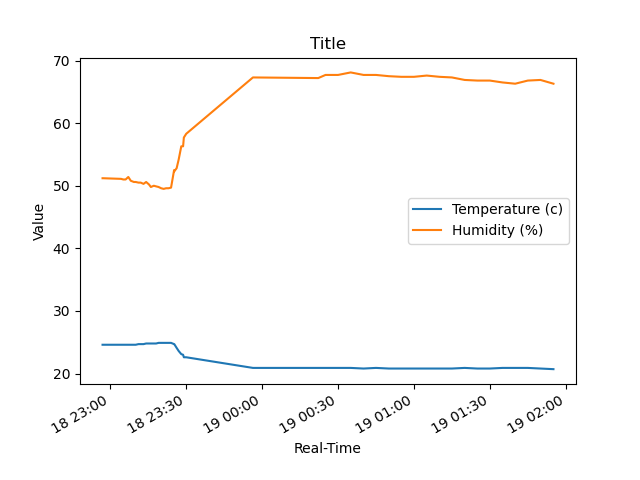 Title
70
60
50
40
30
20
Value
Temperature (c)
Humidity (%)
18 23:00
18 23:30
19 00:00
19 00:30
19 01:00
19 01:30
19 02:00
Real-Time